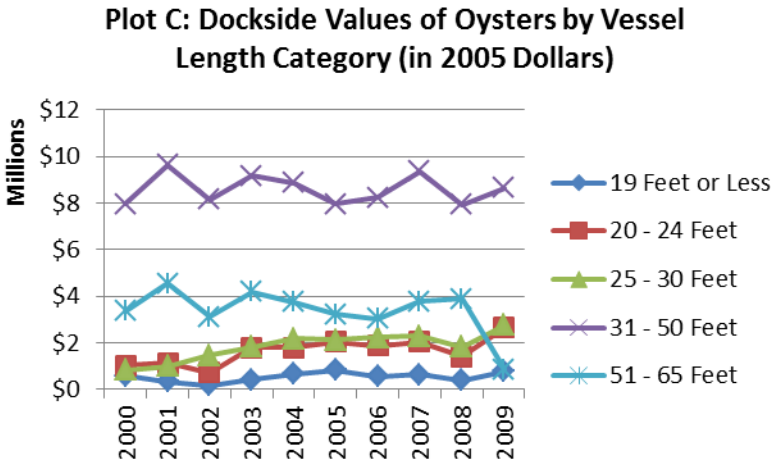 Plot C: Dockside Values of Oysters by Vessel
Length Category (in 2005 Dollars)
Millions
$12
$10
$8
$6
$4
$2
$0
2000
2001
2002
2003
2004
2005
2006
2007
2008
2009
19 Feet or Less
20 - 24 Feet
25 - 30 Feet
31 - 50 Feet
51 - 65 Feet